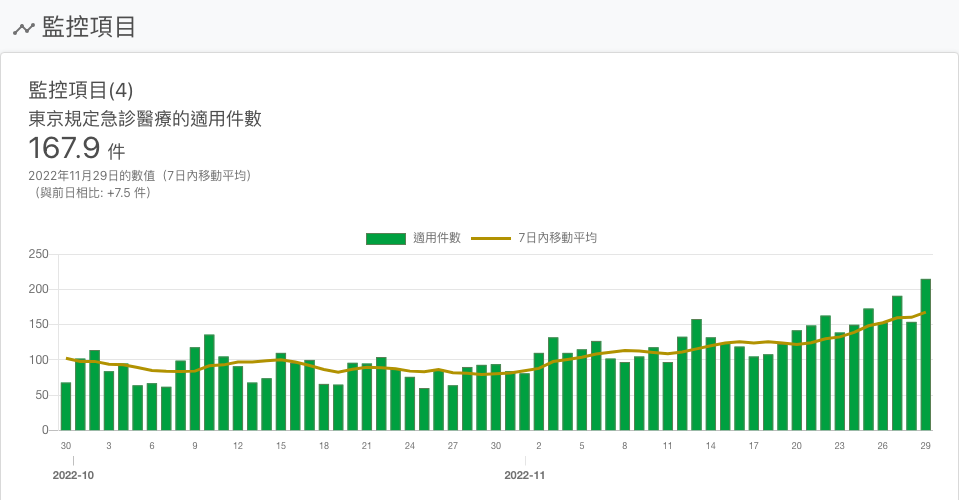 監控項目
監控項目(4)
東京規定急診醫療的適用件數
167.9 件
2022年11月29日的數值（7日內移動平均）
（與前日相比: +7.5 件）
適用件數 7日內移動平均
250
200
150
100
50
0
30 3 6 9 12 15 18 21 24 27 30 2 5 8 11 14 17 20 23 26 29
2022-10 2022-11